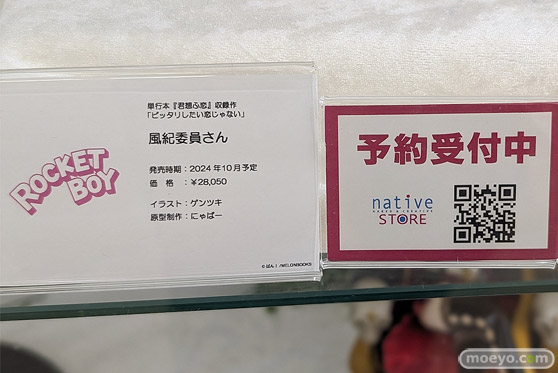 単行本『君想ふ恋』収録作
「ピッタリしたい恋じゃない」
風紀委員さん
ROCKET
BOY
発売時期：2024年10月予定
価　格　：￥28,050
イラスト：ゲンツキ
原型制作：にゃばー
©ぽん！/MELONBOOKS
予約受付中
native
STORE
moeyo.com